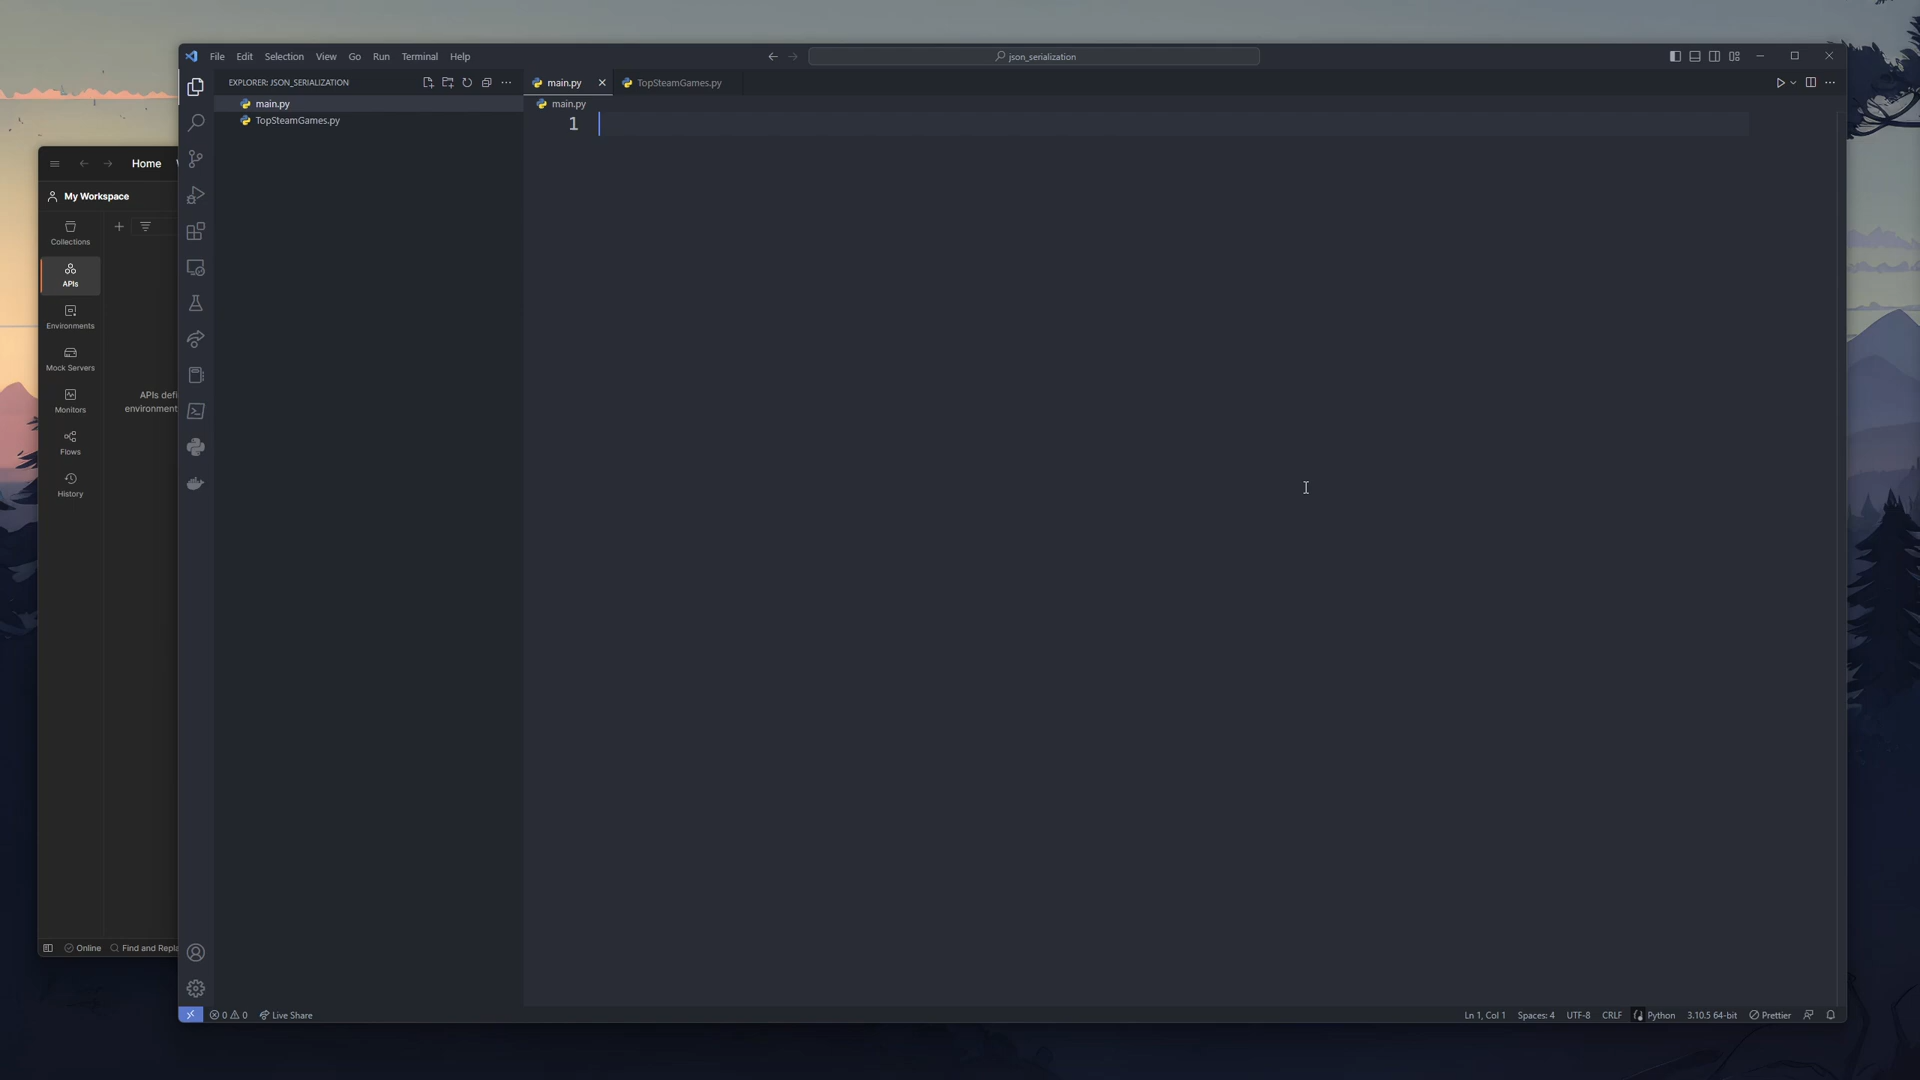 File Edit Selection View Go Run Terminal Help
json_serialization
EXPLORER: JSON_SERIALIZATION
main.py
TopSteamGames.py
main.py
TopSteamGames.py
main.py
1
Home
My Workspace
Collections
APIs
Environments
Mock Servers
Monitors
Flows
History
APIs defi
environment
Online
Find and Repla
0 0
Live Share
Ln 1, Col 1
Spaces: 4
UTF-8
CRLF
Python
3.10.5 64-bit
Prettier